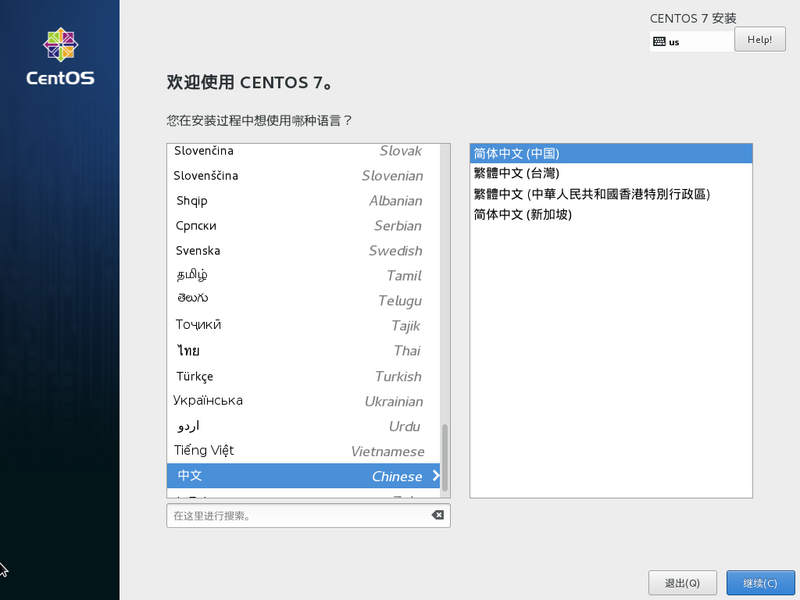 CENTOS 7 安装
us
Help!
CentOS
欢迎使用 CENTOS 7。
您在安装过程中想使用哪种语言？
Slovenčina Slovak
Slovenščina Slovenian
Shqip Albanian
Српски Serbian
Svenska Swedish
தமிழ் Tamil
తెలుగు Telugu
Тоҷикӣ Tajik
ไทย Thai
Türkçe Turkish
Українська Ukrainian
اردو Urdu
Tiếng Việt Vietnamese
中文 Chinese
在这里进行搜索。
简体中文 (中国)
繁體中文 (台灣)
繁體中文 (中華人民共和國香港特別行政區)
简体中文 (新加坡)
退出(Q)
继续(C)